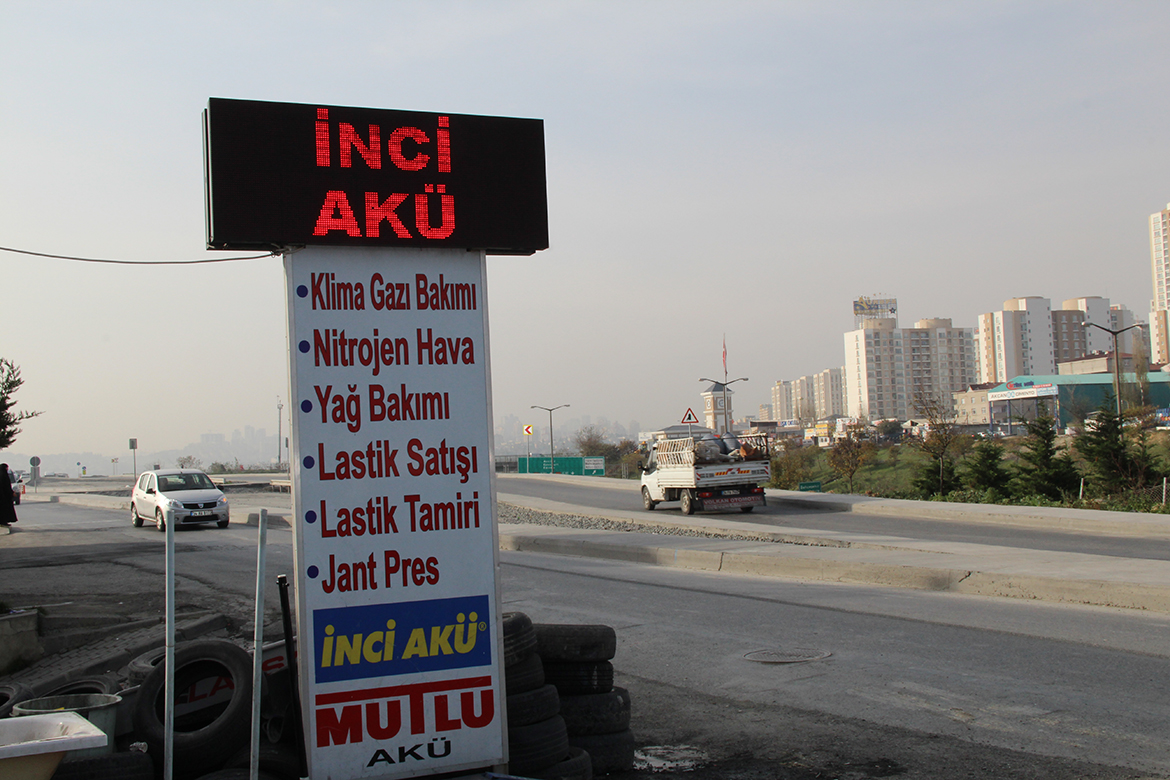 İNCİ
AKÜ
•Klima Gazı Bakımı
•Nitrojen Hava
•Yağ Bakımı
•Lastik Satışı
•Lastik Tamiri
•Jant Pres
İNCİ AKÜ®
MUTLU
AKÜ